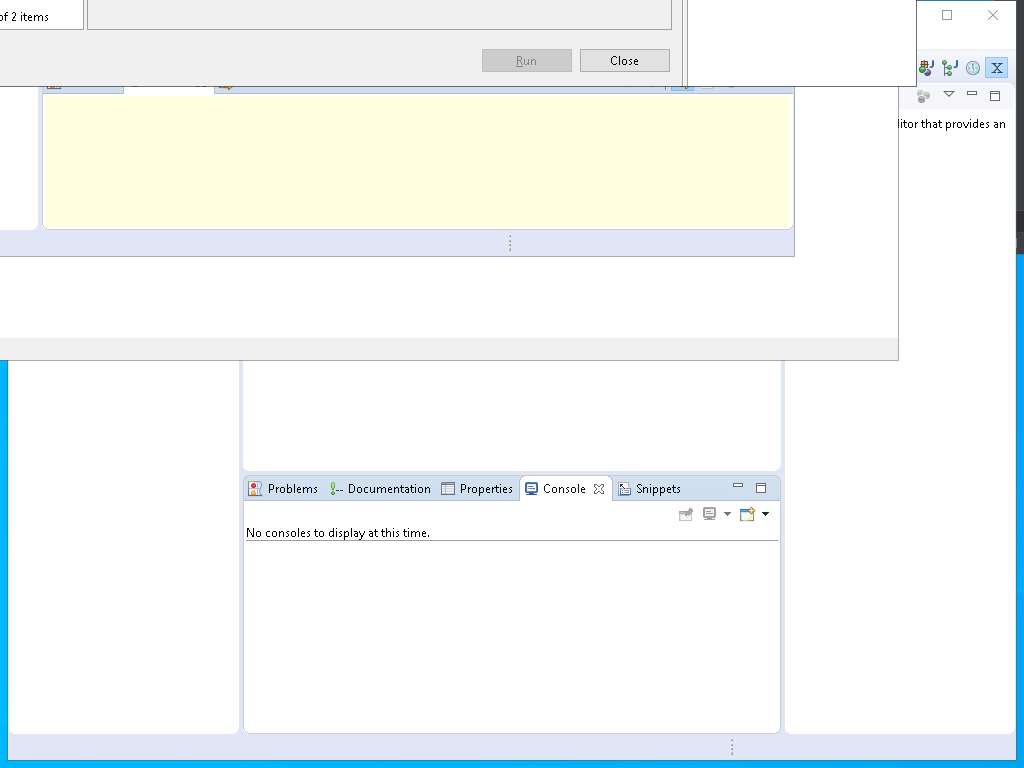 of 2 items
Run
Close
X
litor that provides an
Problems
Documentation
Properties
Console
Snippets
No consoles to display at this time.